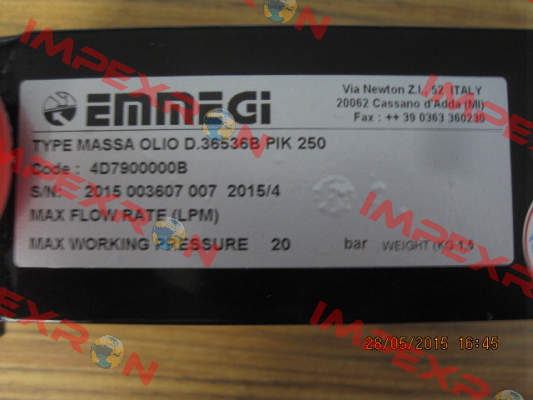 EMMEGI
Via Newton Z.I., 52 ITALY
20062 Cassano d'Adda (MI)
Fax : ++ 39 0363 360230
TYPE MASSA OLIO D.36536B PIK 250
Code : 4D7900000B
S/N: 2015 003607 007 2015/4
MAX FLOW RATE (LPM)
MAX WORKING PRESSURE 20 bar WEIGHT (KG)
28/05/2015 16:45
IMPEXRON
IMPEXRON
IMPEXRON
IMPEXRON
IMPEXRON